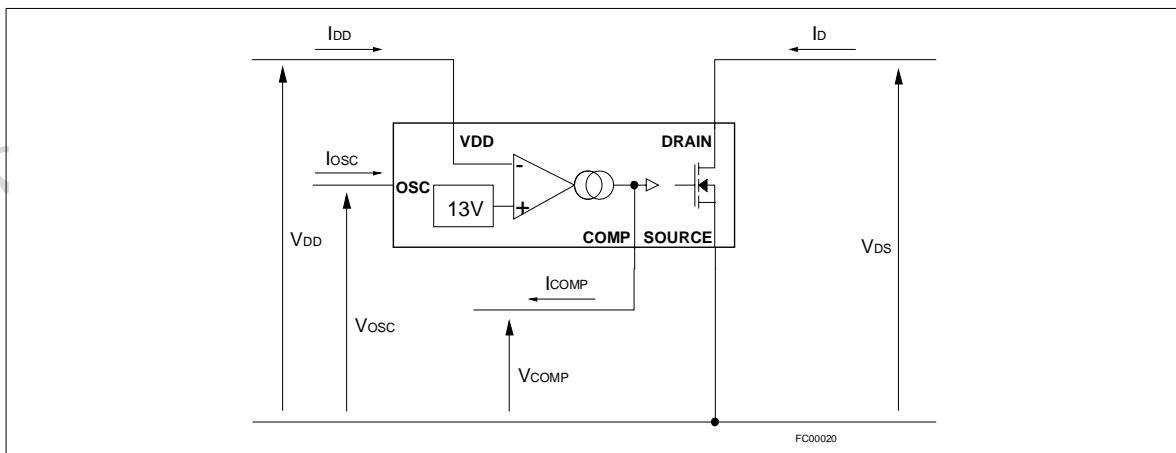 IDD
ID
VDD
DRAIN
IOSC
OSC
-
13V
+
COMP
SOURCE
VDD
VDS
ICOMP
VOSC
VCOMP
FC00020